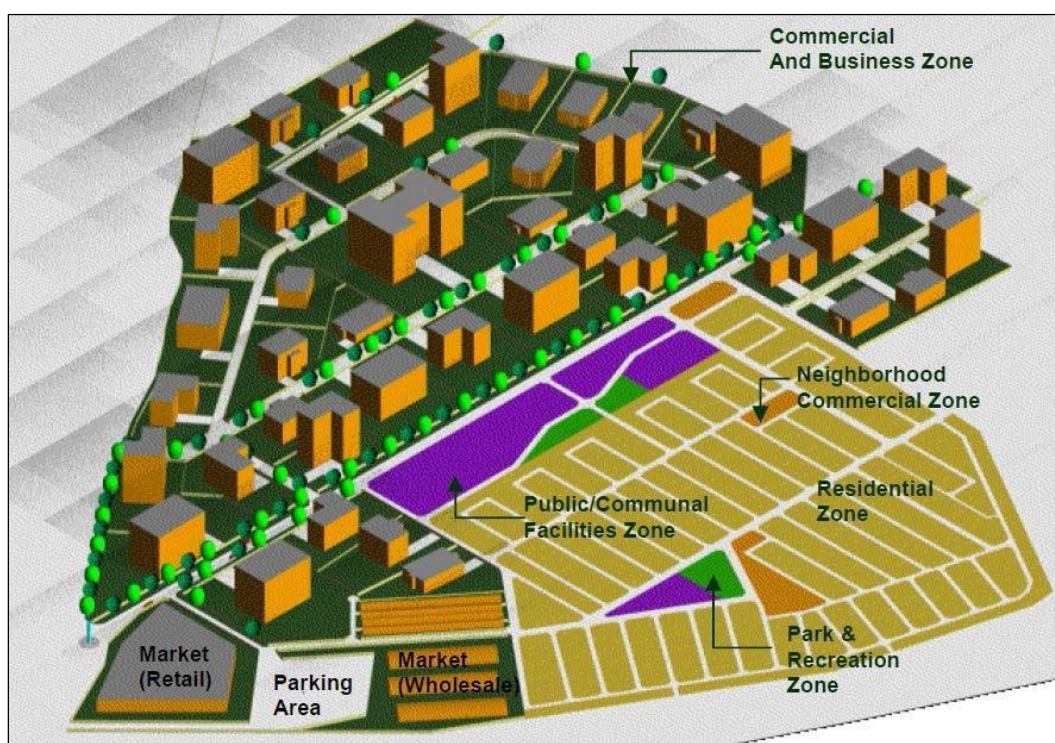 Commercial
And Business Zone
Neighborhood
Commercial Zone
Residential
Zone
Public/Communal
Facilities Zone
Park &
Recreation
Zone
Market
(Retail)
Parking
Area
Market
(Wholesale)